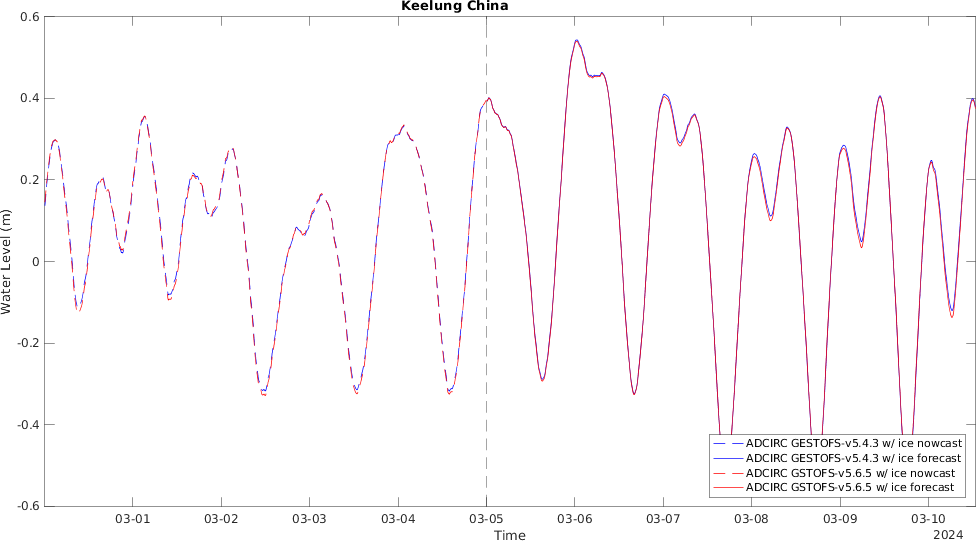 Keelung China
0.6
0.4
0.2
0
-0.2
-0.4
-0.6
Water Level (m)
03-01
03-02
03-03
03-04
03-05
03-06
03-07
03-08
03-09
03-10
Time
2024
ADCIRC GESTOFS-v5.4.3 w/ ice nowcast
ADCIRC GESTOFS-v5.4.3 w/ ice forecast
ADCIRC GSTOFS-v5.6.5 w/ ice nowcast
ADCIRC GSTOFS-v5.6.5 w/ ice forecast